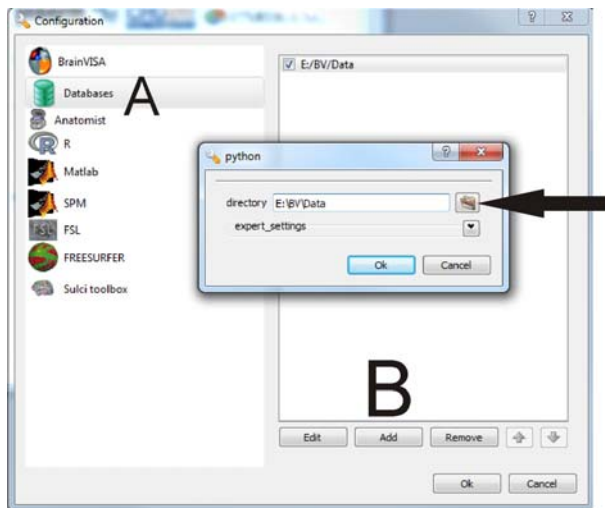 Configuration
BrainVISA
Databases
A
Anatomist
R
Matlab
SPM
FSL
FREESURFER
Sulci toolbox
E:/BV/Data
python
directory E:\BV\Data
expert_settings
Ok Cancel
B
Edit Add Remove
Ok Cancel